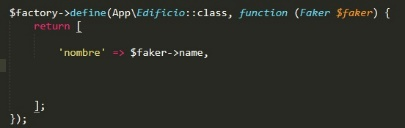 $factory->define(App\Edificio::class, function (Faker $faker) {
return [
'nombre' => $faker->name,
];
});